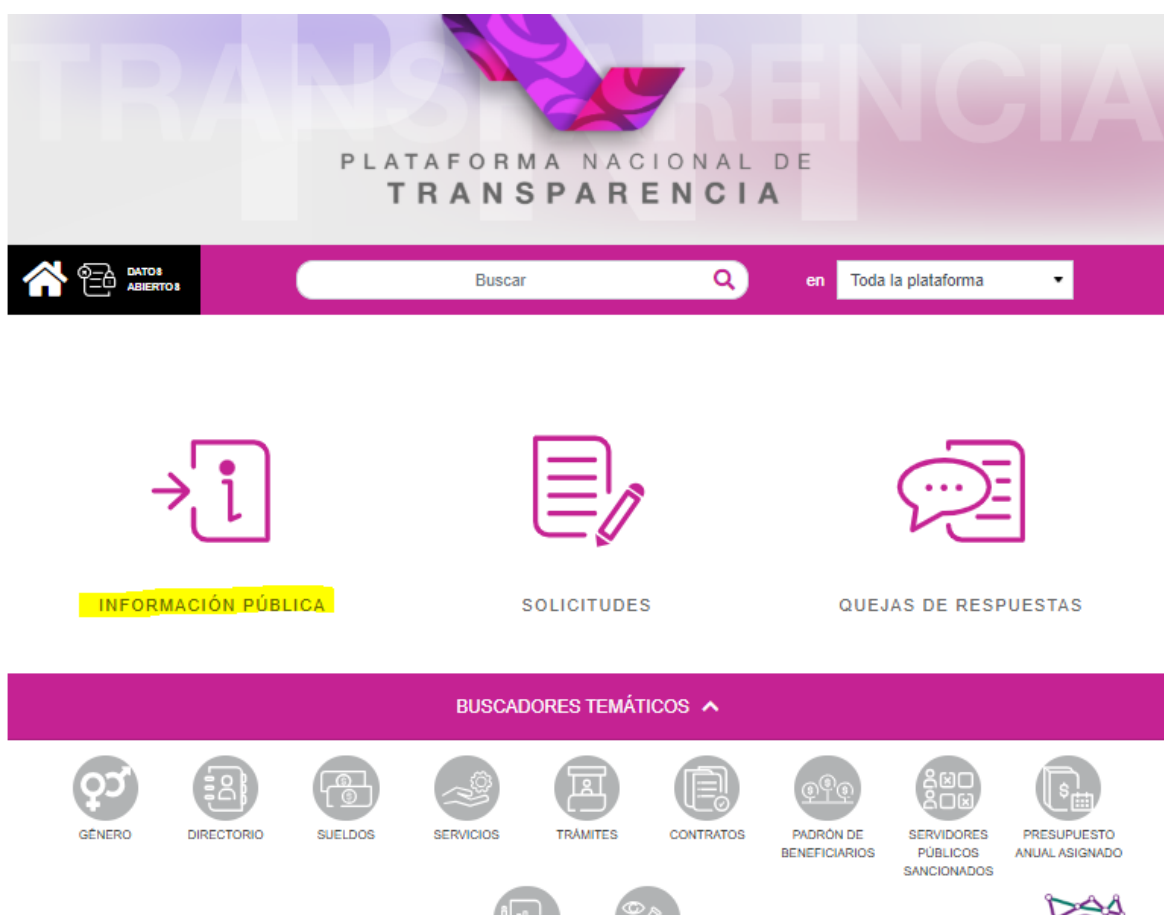 TRANSPARENCIA
PNT
PLATAFORMA NACIONAL DE
TRANSPARENCIA
DATOS
ABIERTOS
Buscar
en
Toda la plataforma
INFORMACIÓN PÚBLICA
SOLICITUDES
QUEJAS DE RESPUESTAS
BUSCADORES TEMÁTICOS
GÉNERO
DIRECTORIO
SUELDOS
SERVICIOS
TRÁMITES
CONTRATOS
PADRÓN DE
BENEFICIARIOS
SERVIDORES
PÚBLICOS
SANCIONADOS
PRESUPUESTO
ANUAL ASIGNADO